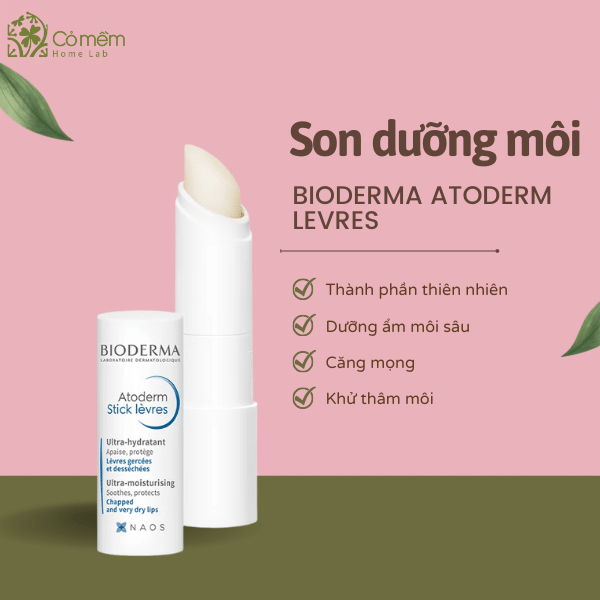 Cỏ mềm
Home Lab
Son dưỡng môi
BIODERMA ATODERM
LEVRES
Thành phần thiên nhiên
Dưỡng ẩm môi sâu
Căng mọng
Khử thâm môi
BIODERMA
LABORATOIRE DERMATOLOGIQUE
Atoderm
Stick lèvres
Ultra-hydratant
Apaise, protège
Lèvres gercées
et desséchées
Ultra-moisturising
Soothes, protects
Chapped
and very dry lips
NAOS